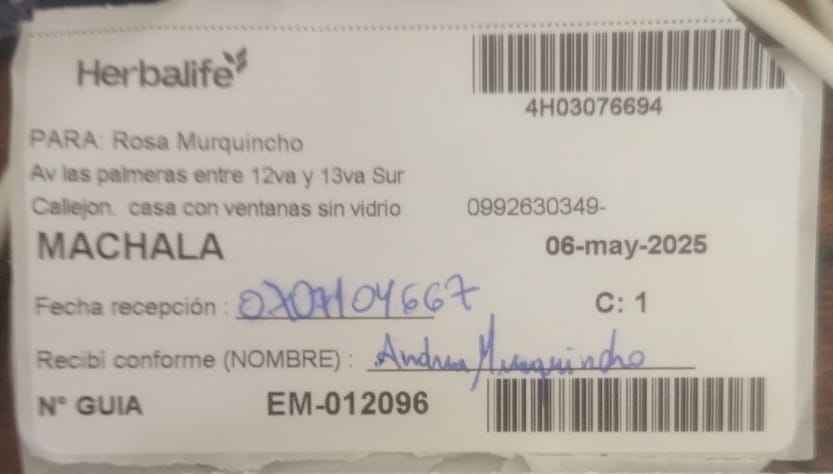 Herbalife
4H03076694
PARA: Rosa Murquincho
Av las palmeras entre 12va y 13va Sur
Callejon. casa con ventanas sin vidrio 0992630349-
MACHALA 06-may-2025
Fecha recepción : 0707104667 C: 1
Recibi conforme (NOMBRE) : Andrea Murquincho
N° GUIA EM-012096